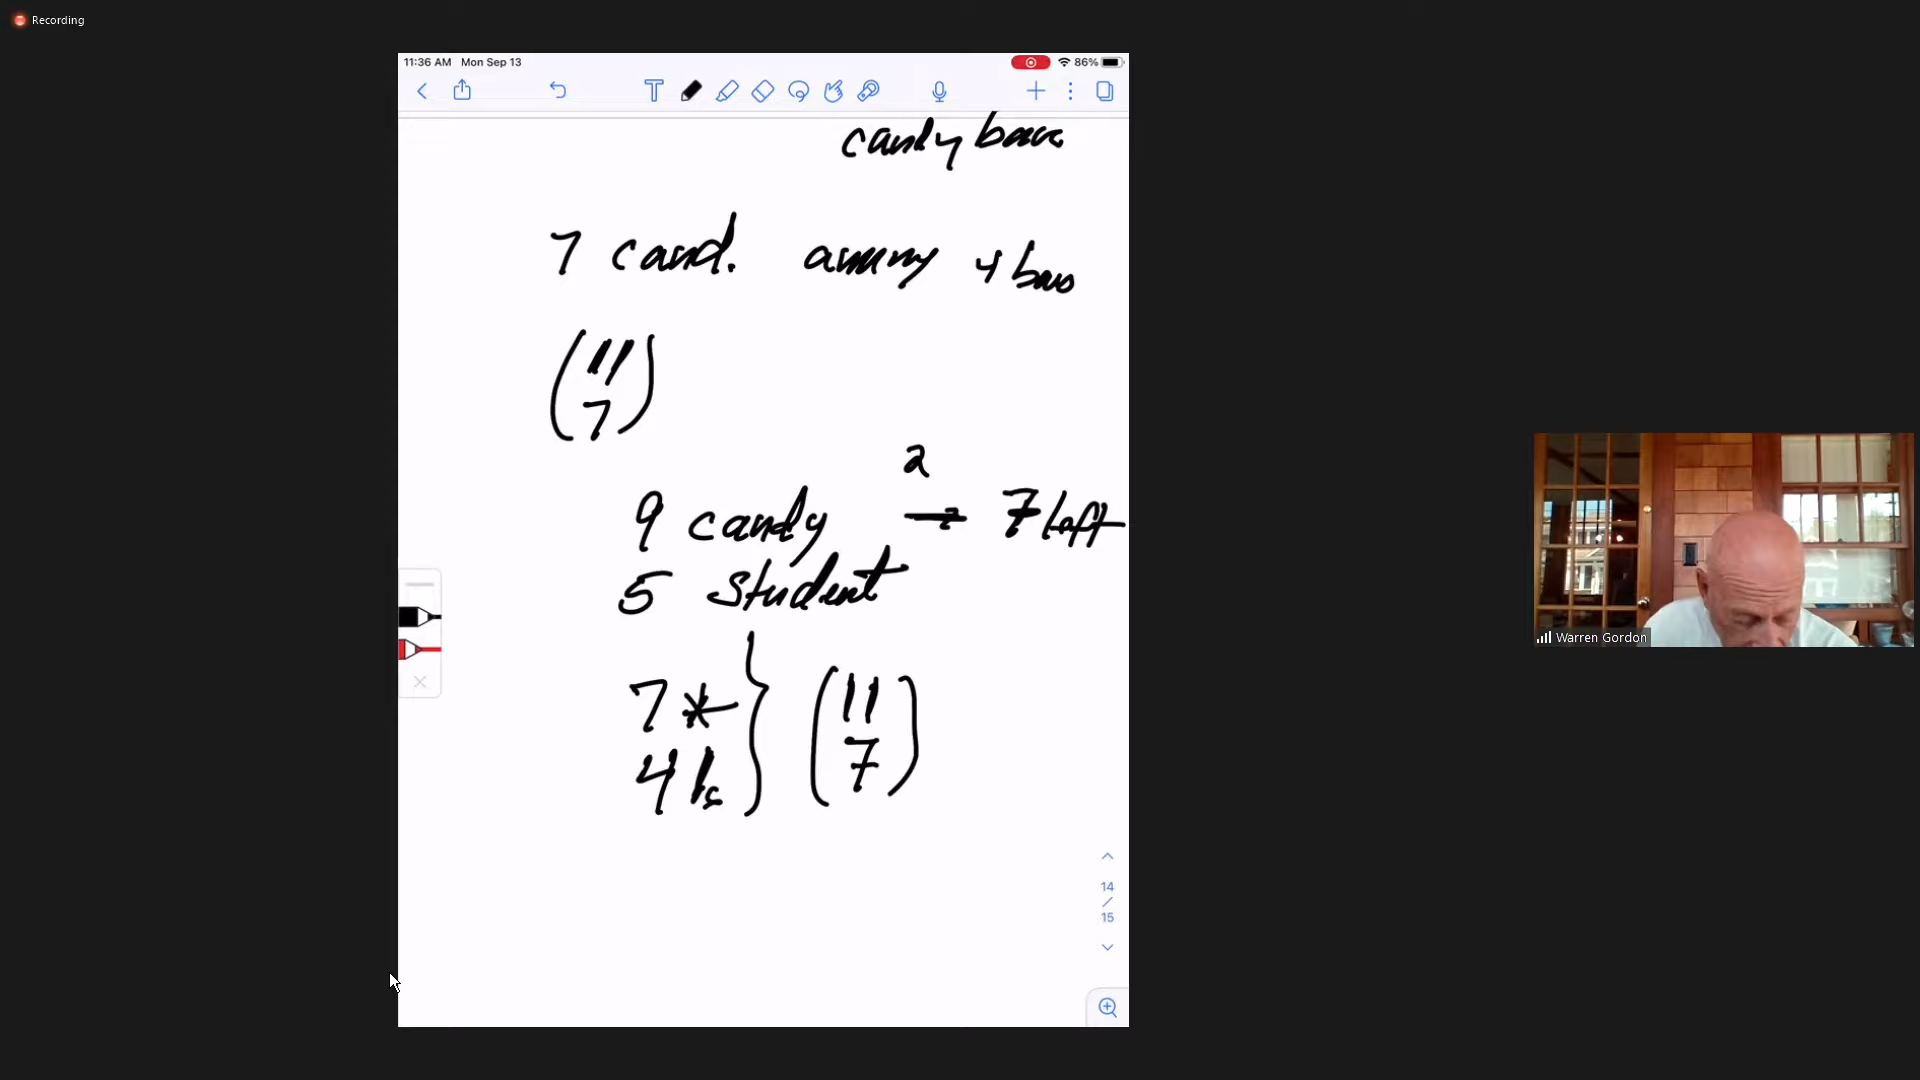 Recording
11:36 AM Mon Sep 13
86%
candy bars
7 cand. among 4 bars
(11
7)
2
9 candy → 7 left
5 student
7 *
4 bs
(11
7)
14
/
15
Warren Gordon